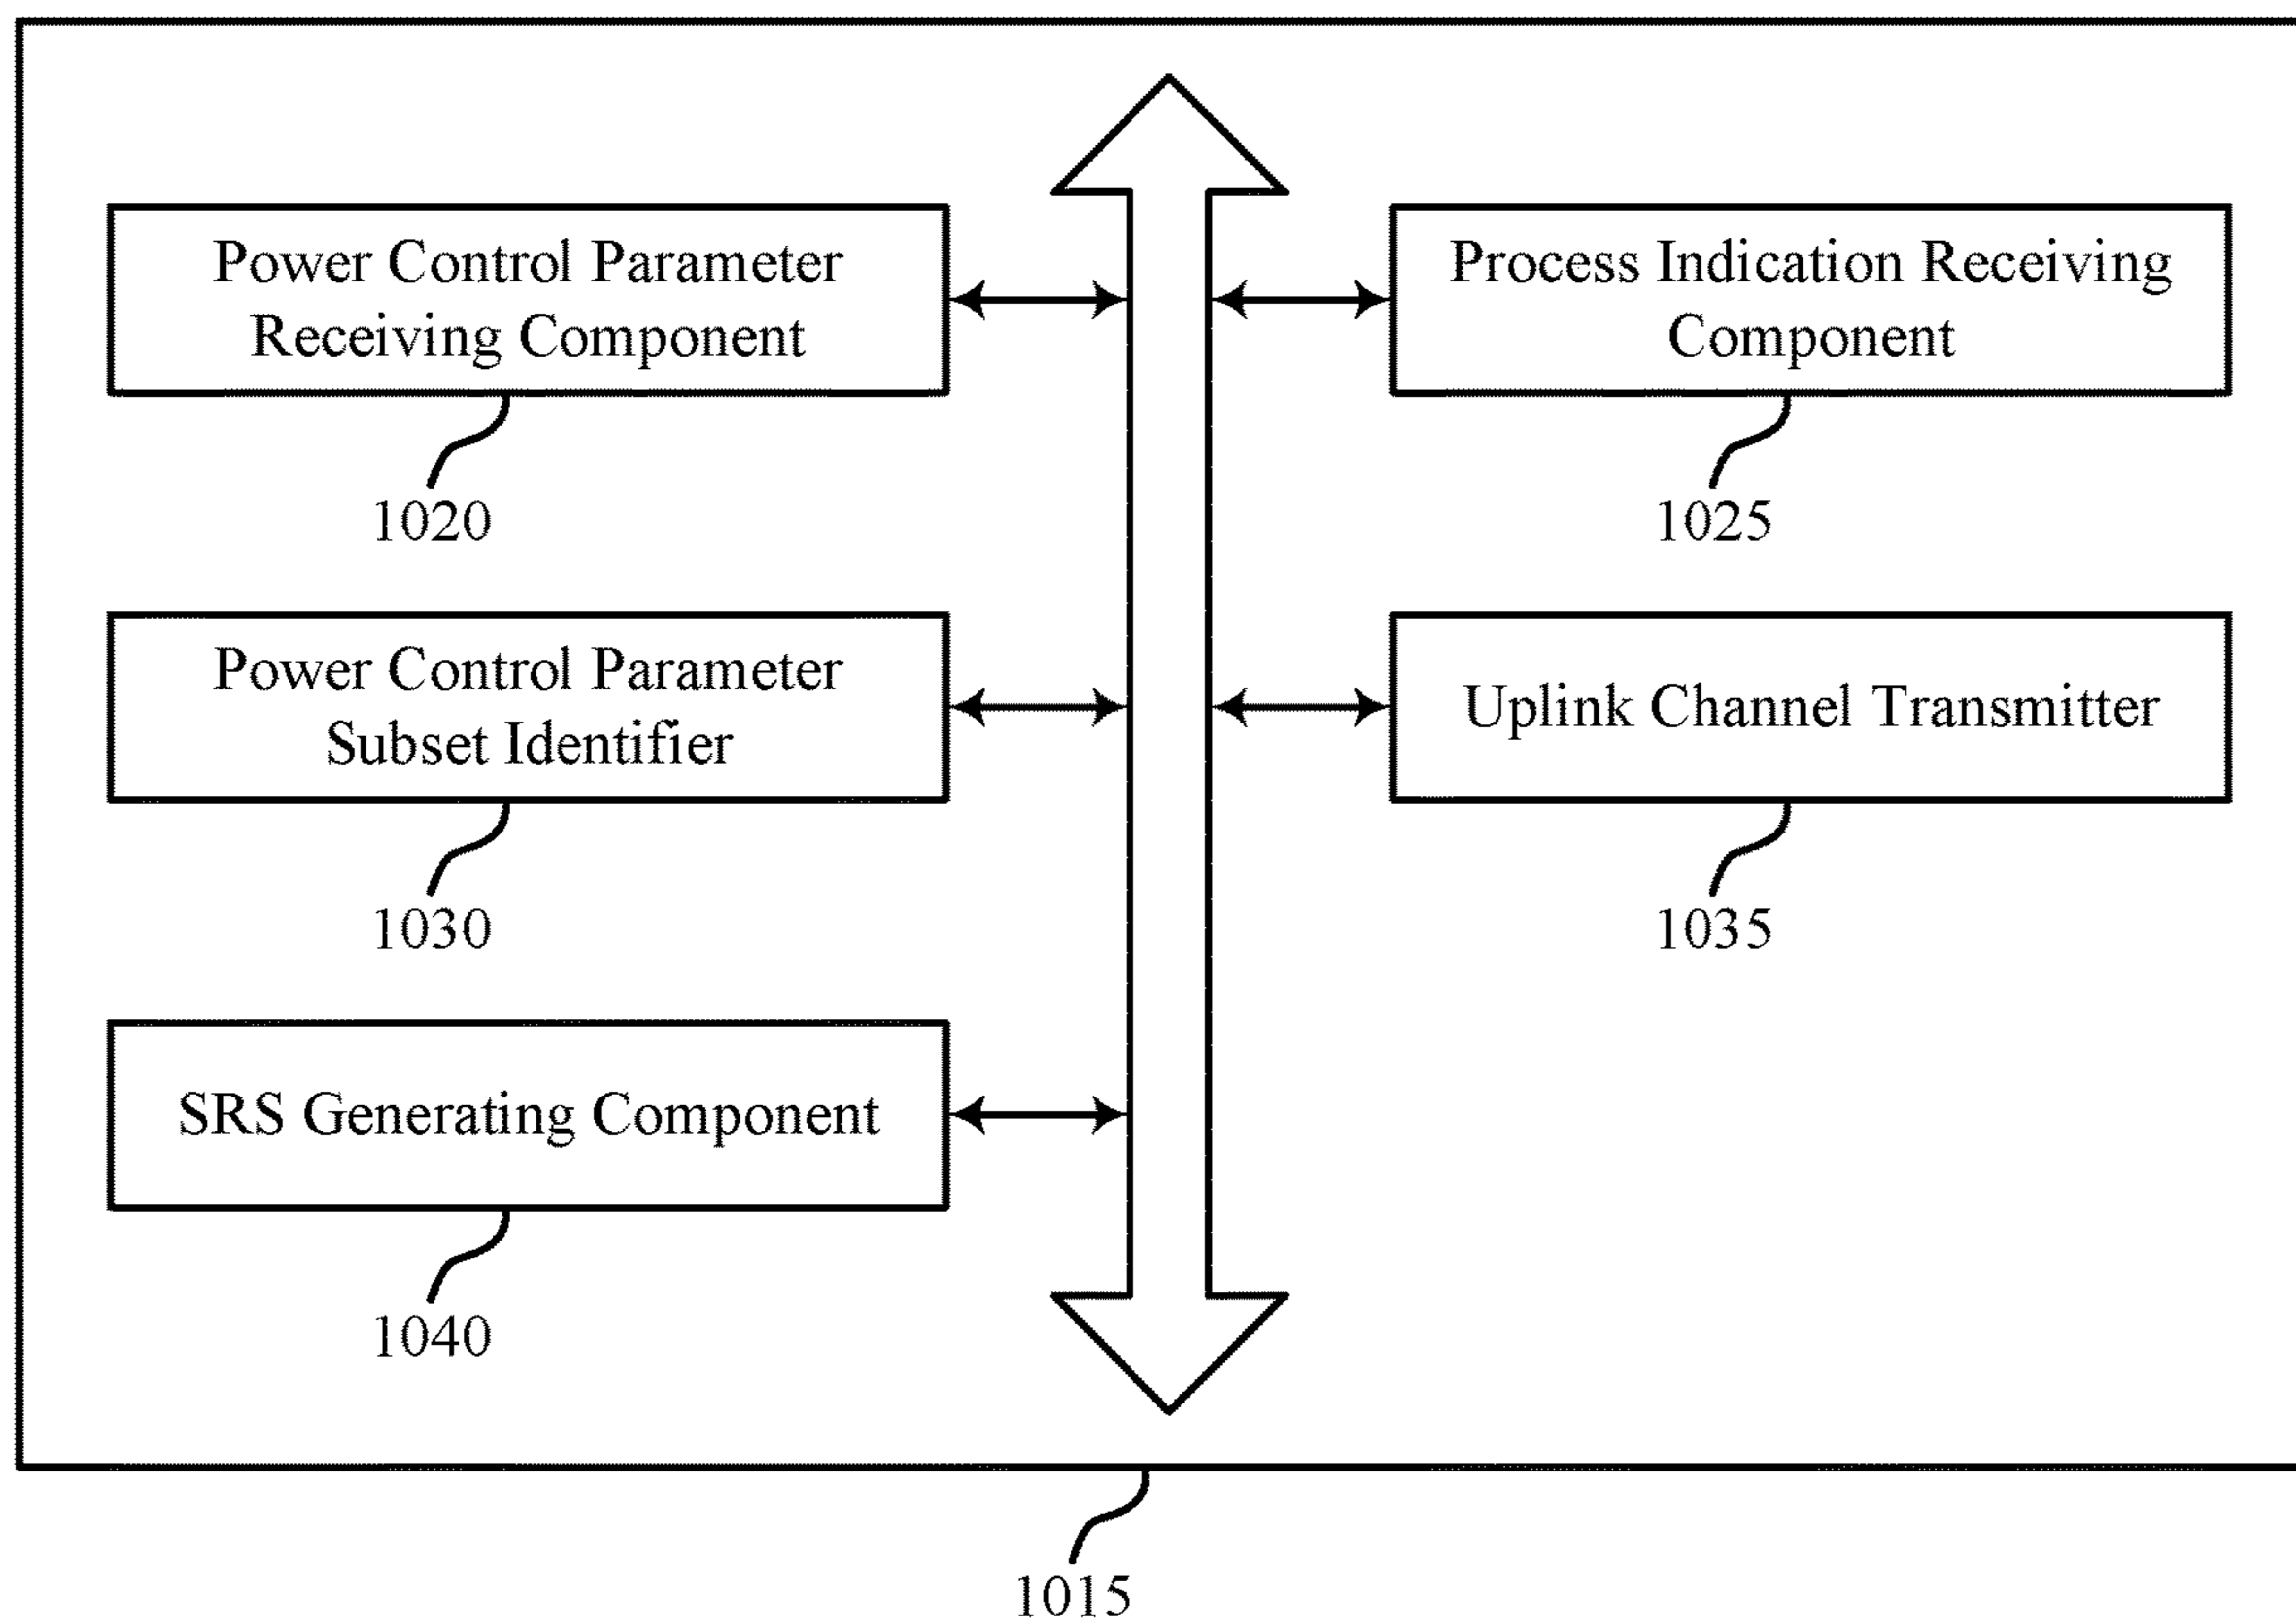 Power Control Parameter
Receiving Component
1020
Process Indication Receiving
Component
1025
Power Control Parameter
Subset Identifier
1030
Uplink Channel Transmitter
1035
SRS Generating Component
1040
1015